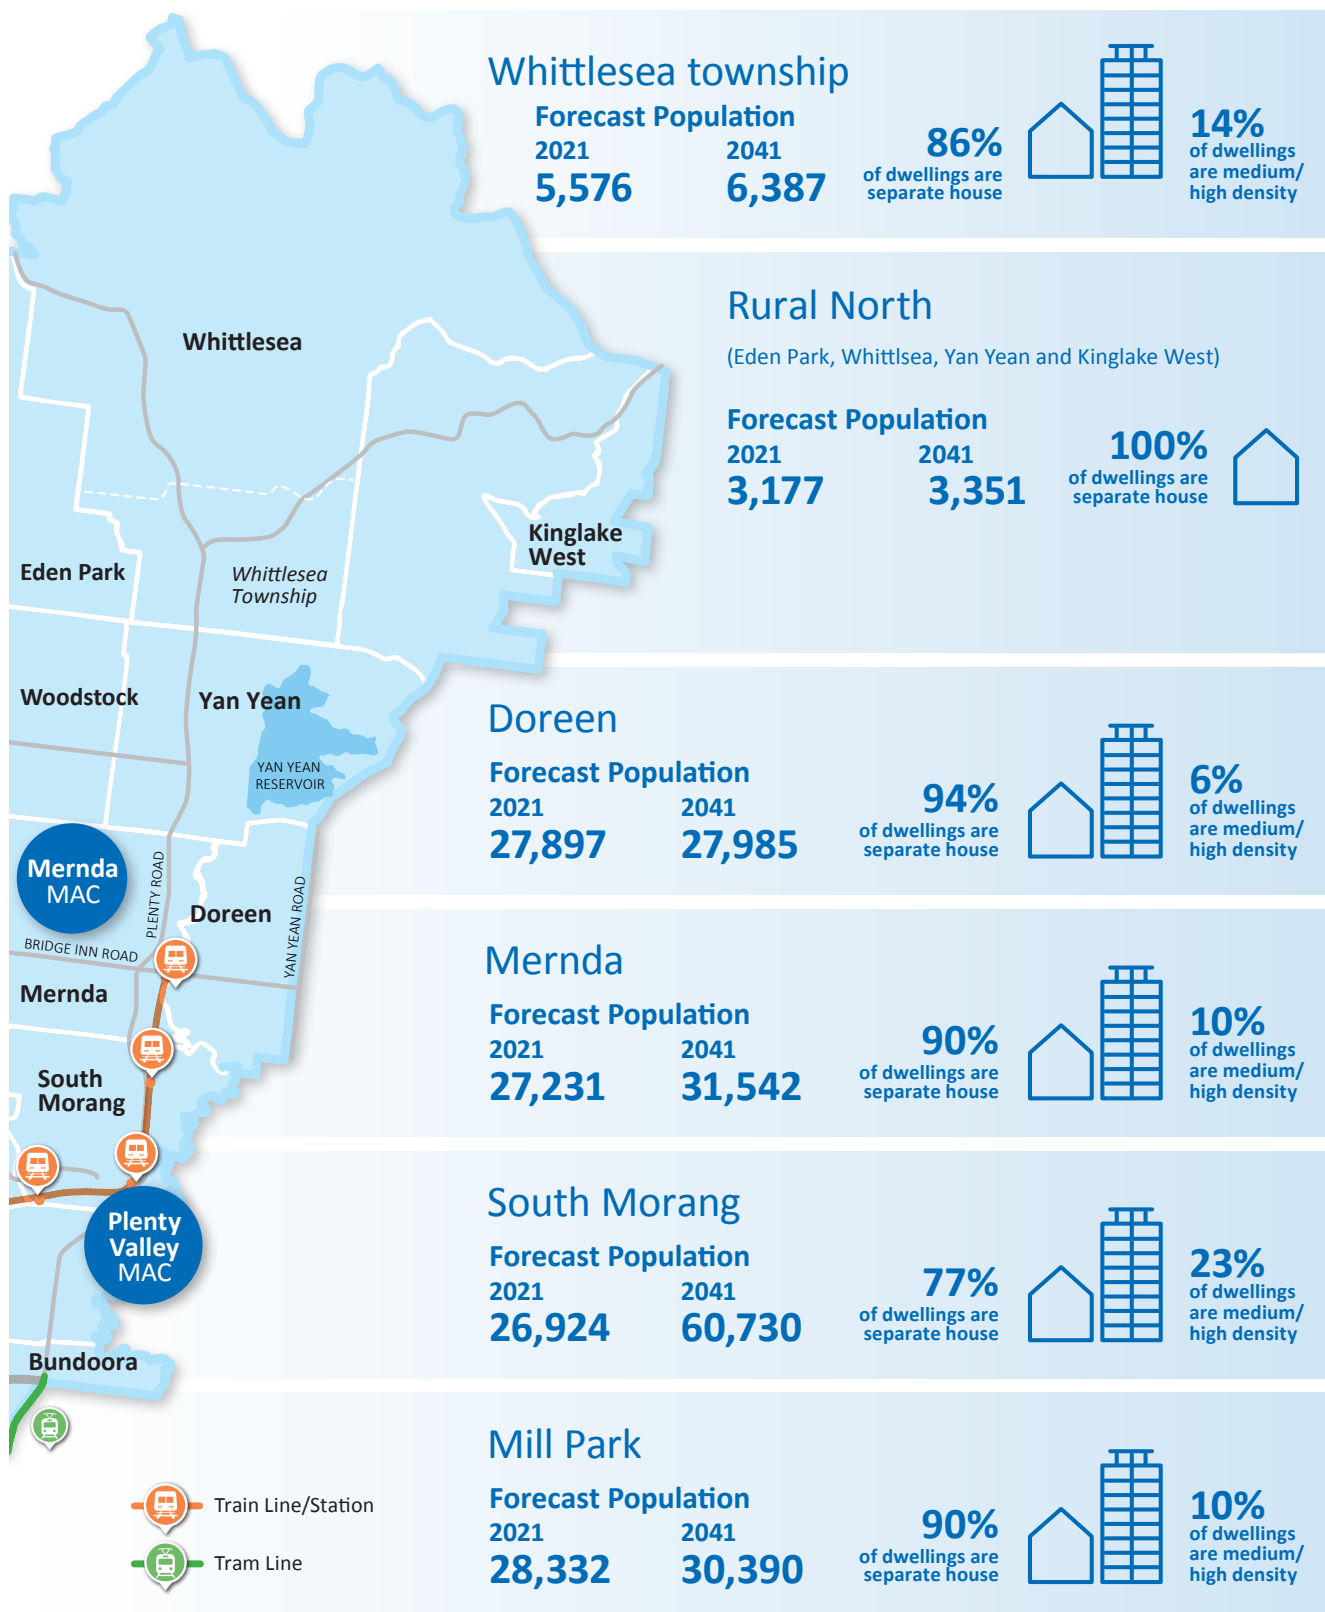 Whittlesea township
Forecast Population
2021 2041
5,576 6,387
86%
of dwellings are
separate house
14%
of dwellings
are medium/
high density
Rural North
(Eden Park, Whittlsea, Yan Yean and Kinglake West)
Forecast Population
2021 2041
3,177 3,351
100%
of dwellings are
separate house
Doreen
Forecast Population
2021 2041
27,897 27,985
94%
of dwellings are
separate house
6%
of dwellings
are medium/
high density
Mernda
Forecast Population
2021 2041
27,231 31,542
90%
of dwellings are
separate house
10%
of dwellings
are medium/
high density
South Morang
Forecast Population
2021 2041
26,924 60,730
77%
of dwellings are
separate house
23%
of dwellings
are medium/
high density
Mill Park
Forecast Population
2021 2041
28,332 30,390
90%
of dwellings are
separate house
10%
of dwellings
are medium/
high density
Whittlesea
Kinglake
West
Eden Park
Whittlesea
Township
Woodstock
Yan Yean
YAN YEAN
RESERVOIR
Mernda
MAC
PLENTY ROAD
Doreen
YAN YEAN ROAD
BRIDGE INN ROAD
Mernda
South
Morang
Plenty
Valley
MAC
Bundoora
Train Line/Station
Tram Line